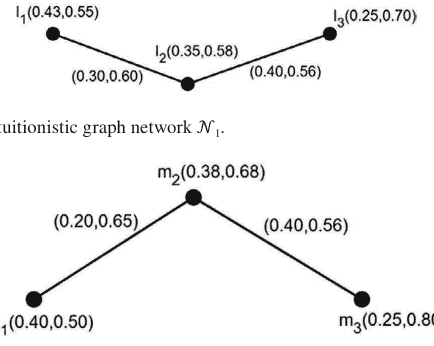 l1(0.43,0.55)
l3(0.25,0.70)
l2(0.35,0.58)
(0.30,0.60)
(0.40,0.56)
tuitionistic graph network 𝒩1.
m2(0.38,0.68)
(0.20,0.65)
(0.40,0.56)
1(0.40,0.50)
m3(0.25,0.80